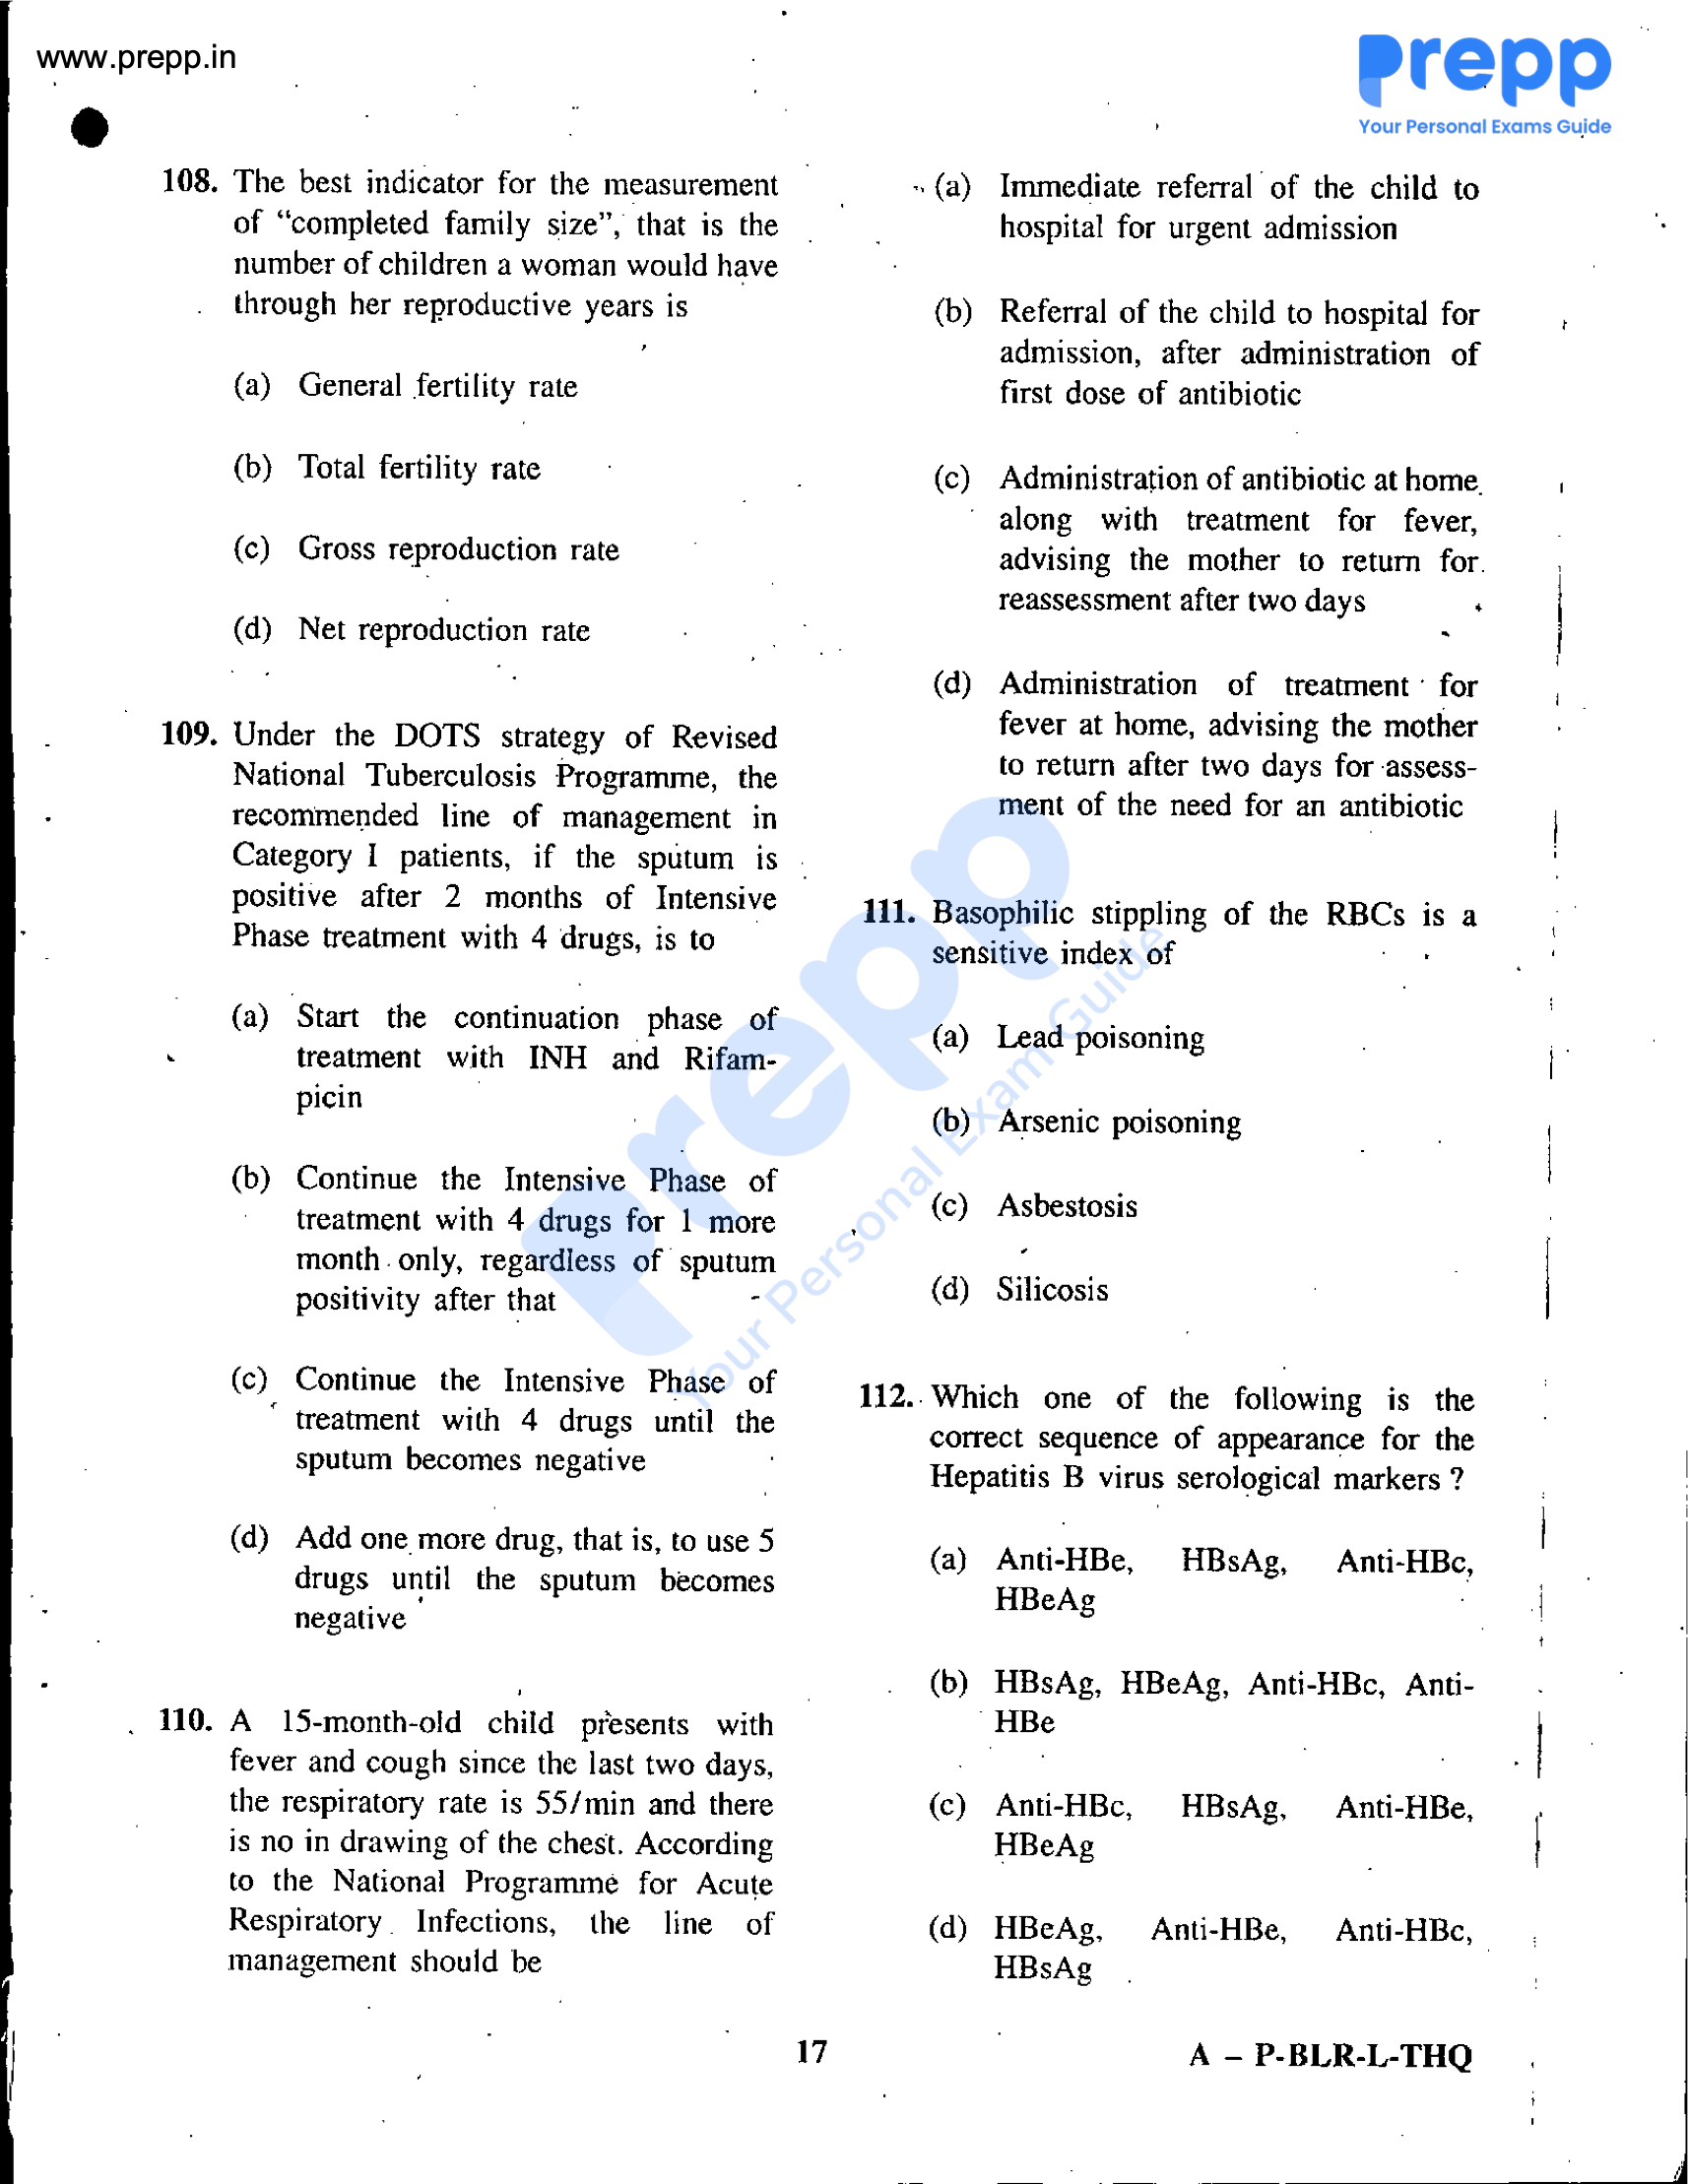 www.prepp.in
prepp
Your Personal Exams Guide
108. The best indicator for the measurement
of “completed family size”, that is the
number of children a woman would have
through her reproductive years is
(a) General fertility rate
(b) Total fertility rate
(c) Gross reproduction rate
(d) Net reproduction rate
109. Under the DOTS strategy of Revised
National Tuberculosis Programme, the
recommended line of management in
Category I patients, if the sputum is
positive after 2 months of Intensive
Phase treatment with 4 drugs, is to
(a) Start the continuation phase of
treatment with INH and Rifam-
picin
(b) Continue the Intensive Phase of
treatment with 4 drugs for 1 more
month only, regardless of sputum
positivity after that
(c) Continue the Intensive Phase of
treatment with 4 drugs until the
sputum becomes negative
(d) Add one more drug, that is, to use 5
drugs until the sputum becomes
negative
110. A 15-month-old child presents with
fever and cough since the last two days,
the respiratory rate is 55/min and there
is no in drawing of the chest. According
to the National Programme for Acute
Respiratory Infections, the line of
management should be
(a) Immediate referral of the child to
hospital for urgent admission
(b) Referral of the child to hospital for
admission, after administration of
first dose of antibiotic
(c) Administration of antibiotic at home
along with treatment for fever,
advising the mother to return for
reassessment after two days
(d) Administration of treatment for
fever at home, advising the mother
to return after two days for assess-
ment of the need for an antibiotic
111. Basophilic stippling of the RBCs is a
sensitive index of
(a) Lead poisoning
(b) Arsenic poisoning
(c) Asbestosis
(d) Silicosis
112. Which one of the following is the
correct sequence of appearance for the
Hepatitis B virus serological markers ?
(a) Anti-HBe, HBsAg, Anti-HBc,
HBeAg
(b) HBsAg, HBeAg, Anti-HBc, Anti-
HBe
(c) Anti-HBc, HBsAg, Anti-HBe,
HBeAg
(d) HBeAg, Anti-HBe, Anti-HBc,
HBsAg
prepp
Your Personal Exam Guide
17
A – P-BLR-L-THQ